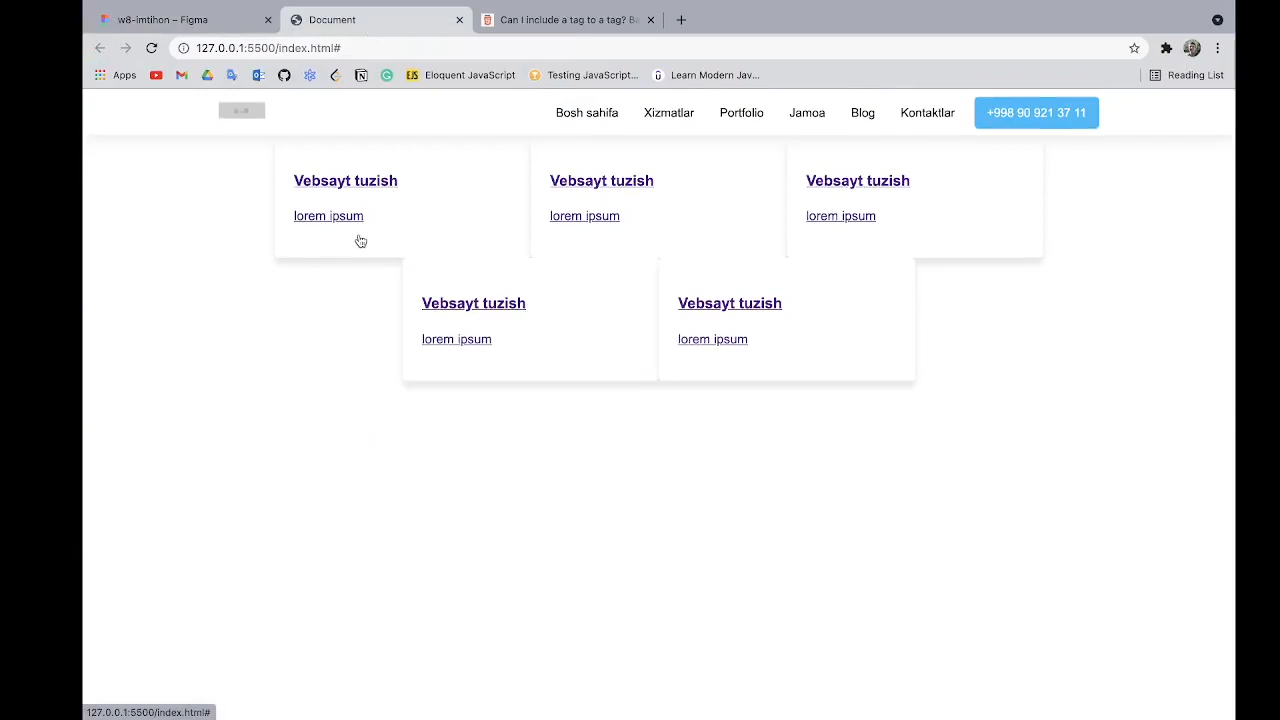 w8-imtihon – Figma
Document
Can I include a tag to a tag? Ba
127.0.0.1:5500/index.html#
Apps
EJS Eloquent JavaScript
Testing JavaScript...
Learn Modern Jav...
Reading List
Bosh sahifa Xizmatlar Portfolio Jamoa Blog Kontaktlar +998 90 921 37 11
Vebsayt tuzish Vebsayt tuzish Vebsayt tuzish
lorem ipsum lorem ipsum lorem ipsum
Vebsayt tuzish Vebsayt tuzish
lorem ipsum lorem ipsum
127.0.0.1:5500/index.html#